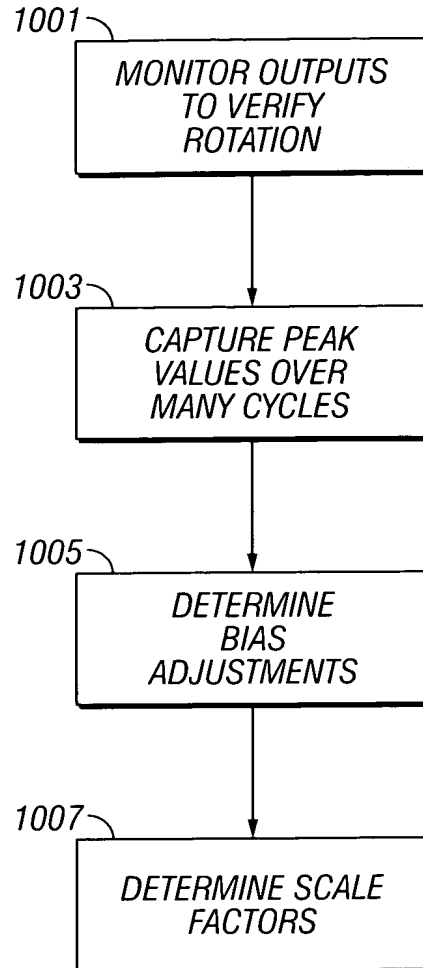 1001
MONITOR OUTPUTS
TO VERIFY
ROTATION
1003
CAPTURE PEAK
VALUES OVER
MANY CYCLES
1005
DETERMINE
BIAS
ADJUSTMENTS
1007
DETERMINE SCALE
FACTORS